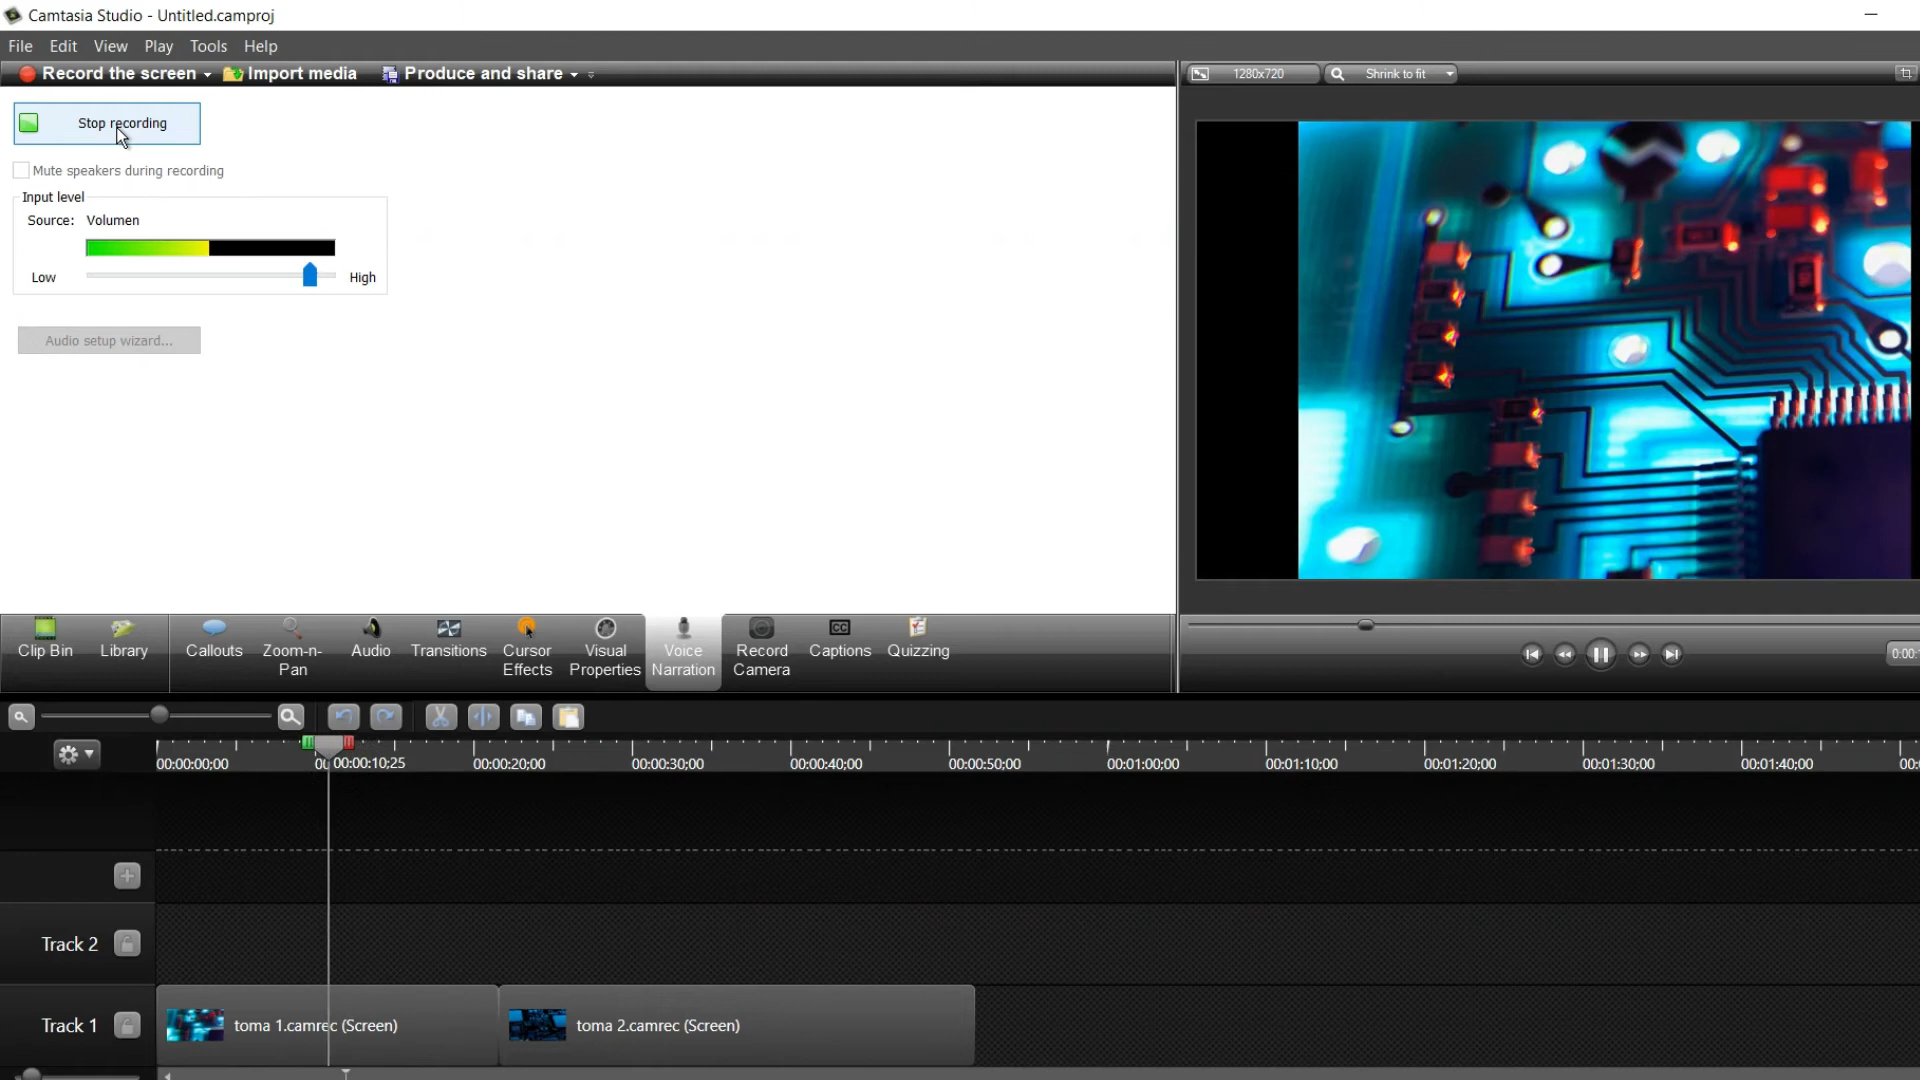 Camtasia Studio - Untitled.camproj
File Edit View Play Tools Help
Record the screen Import media Produce and share
1280x720 Shrink to fit
Stop recording
Mute speakers during recording
Input level
Source: Volumen
Low High
Audio setup wizard...
Clip Bin Library Callouts Zoom-n-Pan Audio Transitions Cursor Effects Visual Properties Voice Narration Record Camera CC Captions Quizzing
00:00:00;00 00:00:10;25 00:00:20;00 00:00:30;00 00:00:40;00 00:00:50;00 00:01:00;00 00:01:10;00 00:01:20;00 00:01:30;00 00:01:40;00
Track 2
Track 1 toma 1.camrec (Screen) toma 2.camrec (Screen)